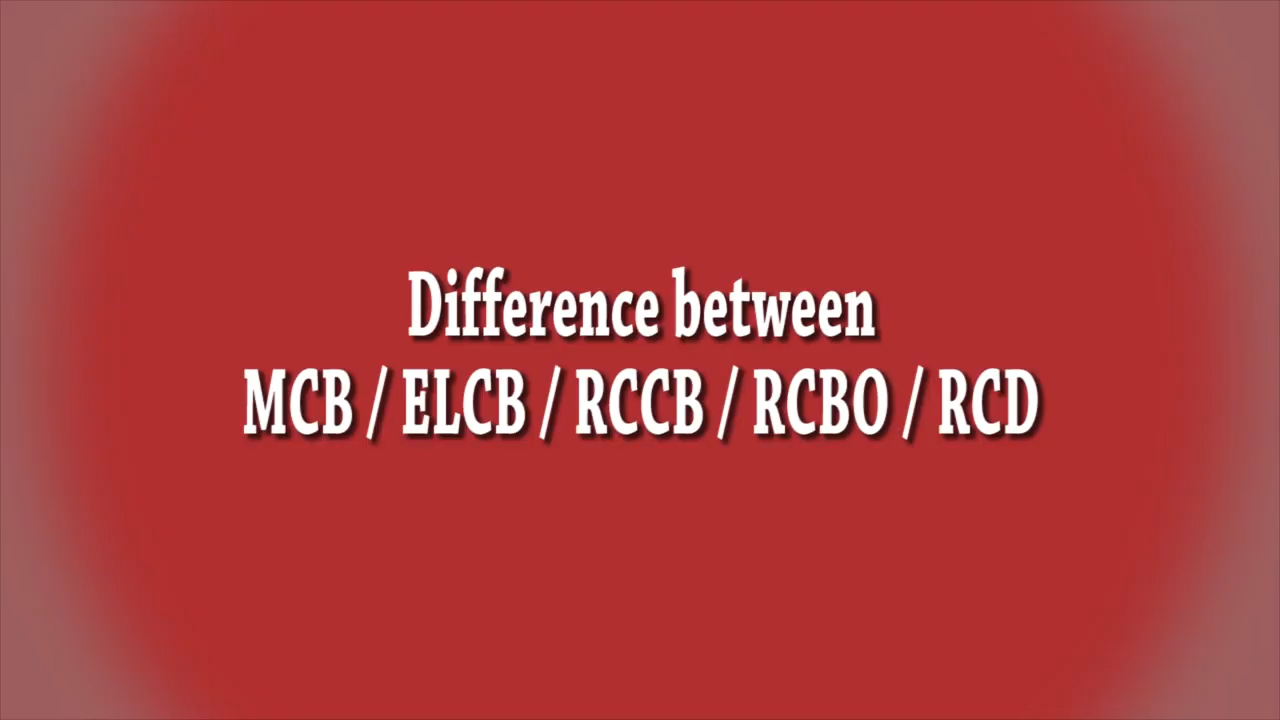 Difference between
MCB / ELCB / RCCB / RCBO / RCD